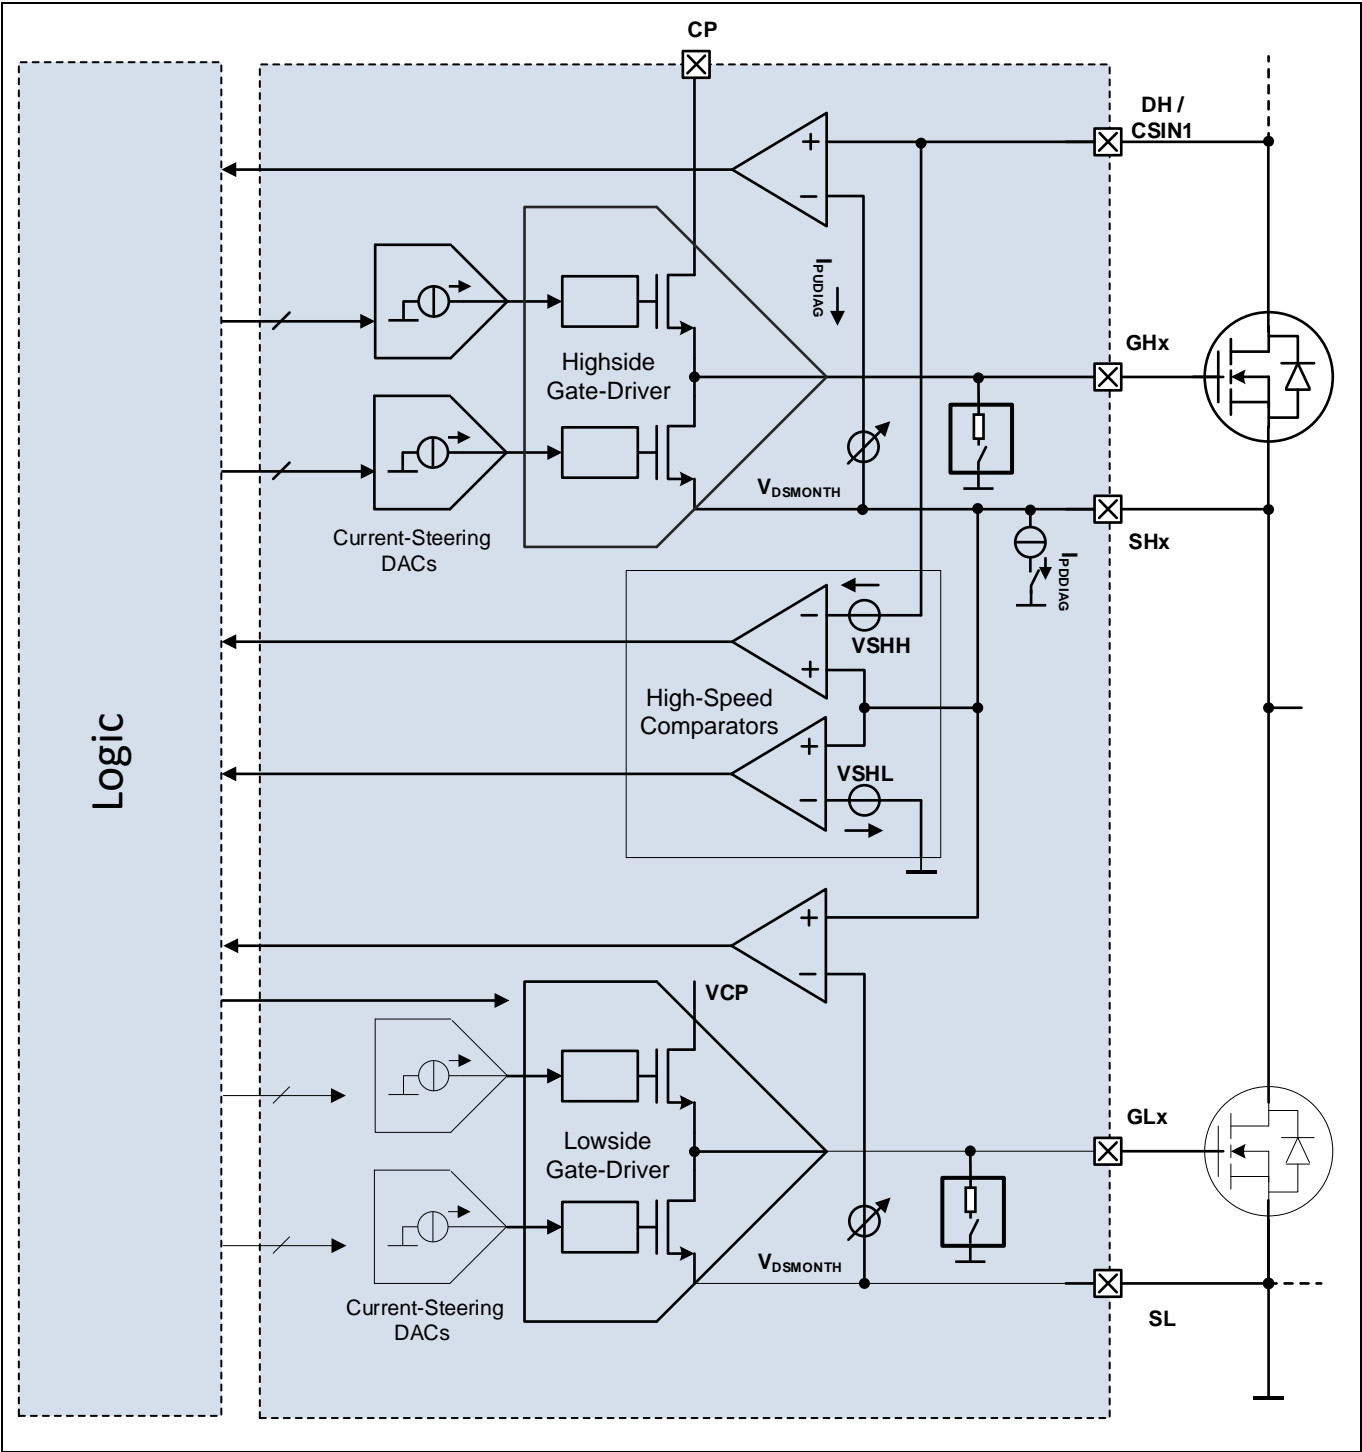 CP
DH /
CSIN1
+
−
IPUDIAG
GHx
Highside
Gate-Driver
VDSMONTH
Current-Steering
DACs
SHx
IPDDIAG
−
VSHH
+
High-Speed
Comparators
Logic
+
VSHL
−
+
−
VCP
GLx
Lowside
Gate-Driver
VDSMONTH
Current-Steering
DACs
SL